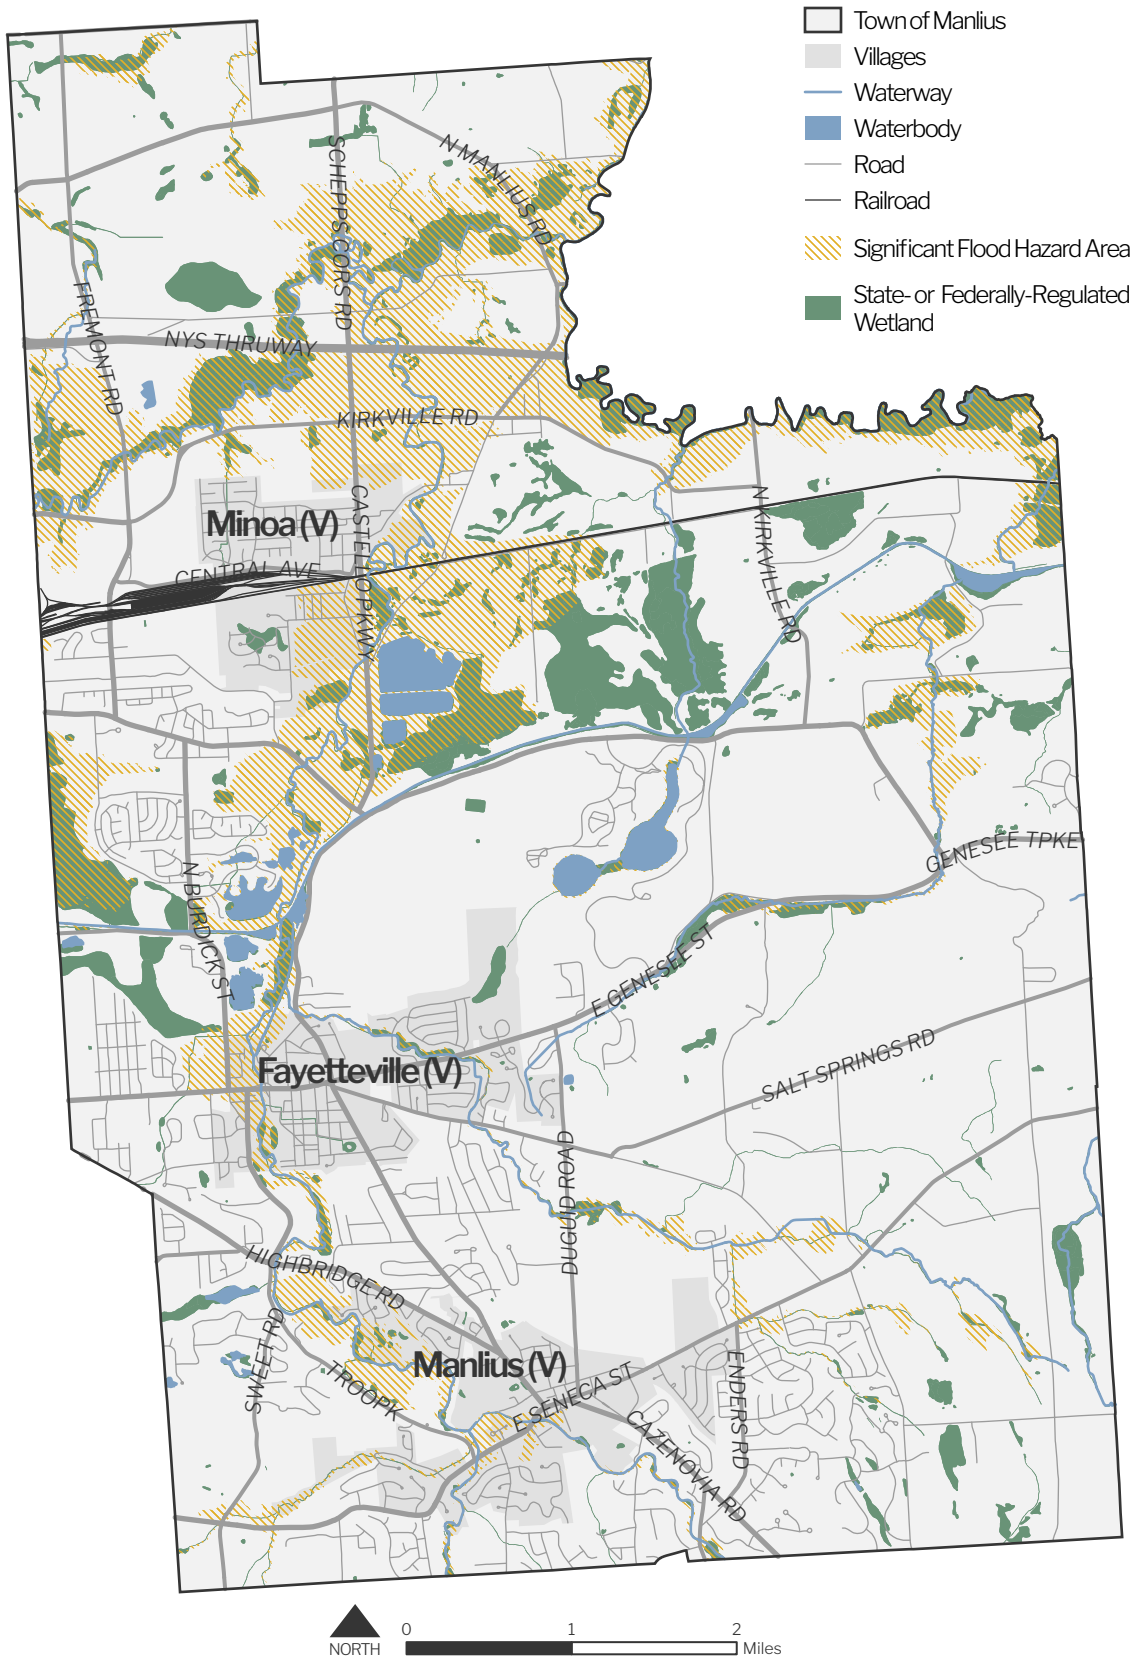 Town of Manlius
Villages
Waterway
Waterbody
Road
Railroad
Significant Flood Hazard Area
State- or Federally-Regulated
Wetland
N MANLIUS RD
SCHEPPS CORS RD
FREMONT RD
NYS THRUWAY
KIRKVILLE RD
Minoa (V)
CASTELLO PKWY
N KIRKVILLE RD
CENTRAL AVE
GENESEE TPKE
N BURDICK ST
E GENESEE ST
SALT SPRINGS RD
Fayetteville (V)
DUGUID ROAD
HIGHBRIDGE RD
SWEET RD
TROOP K
Manlius (V)
E SENECA ST
ENDERS RD
CAZENOVIA RD
NORTH
0 1 2
Miles